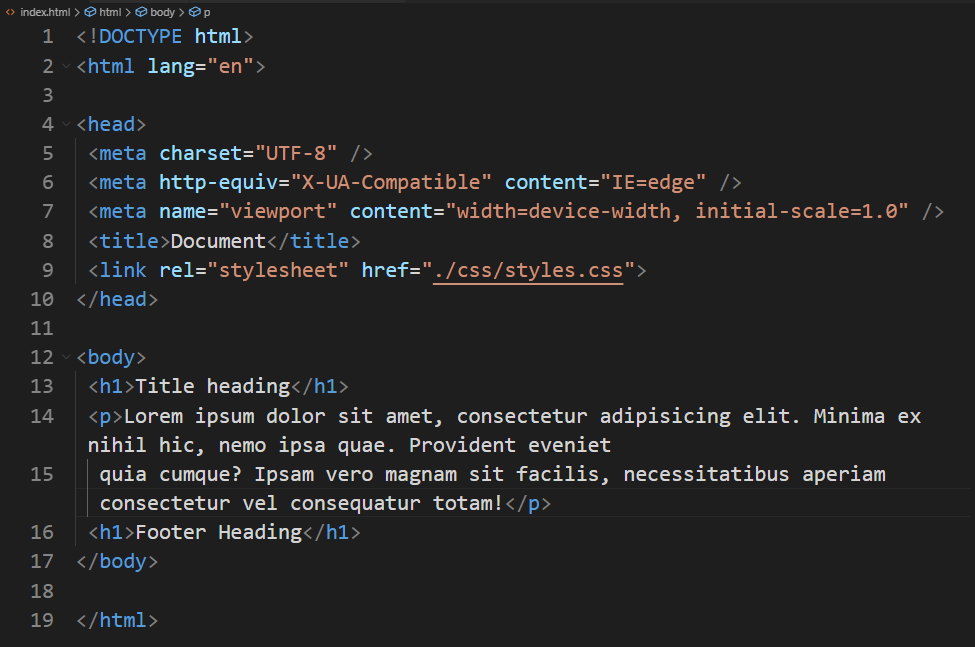 index.html > html > body > p
1 <!DOCTYPE html>
2 <html lang="en">
3
4 <head>
5 <meta charset="UTF-8" />
6 <meta http-equiv="X-UA-Compatible" content="IE=edge" />
7 <meta name="viewport" content="width=device-width, initial-scale=1.0" />
8 <title>Document</title>
9 <link rel="stylesheet" href="./css/styles.css">
10 </head>
11
12 <body>
13 <h1>Title heading</h1>
14 <p>Lorem ipsum dolor sit amet, consectetur adipisicing elit. Minima ex
nihil hic, nemo ipsa quae. Provident eveniet
15 quia cumque? Ipsam vero magnam sit facilis, necessitatibus aperiam
consectetur vel consequatur totam!</p>
16 <h1>Footer Heading</h1>
17 </body>
18
19 </html>